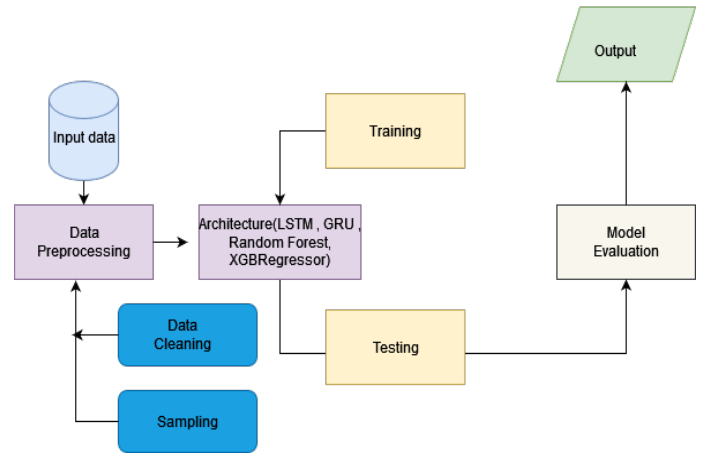 Output
Input data
Training
Data
Preprocessing
Architecture(LSTM , GRU ,
Random Forest,
XGBRegressor)
Model
Evaluation
Data
Cleaning
Testing
Sampling